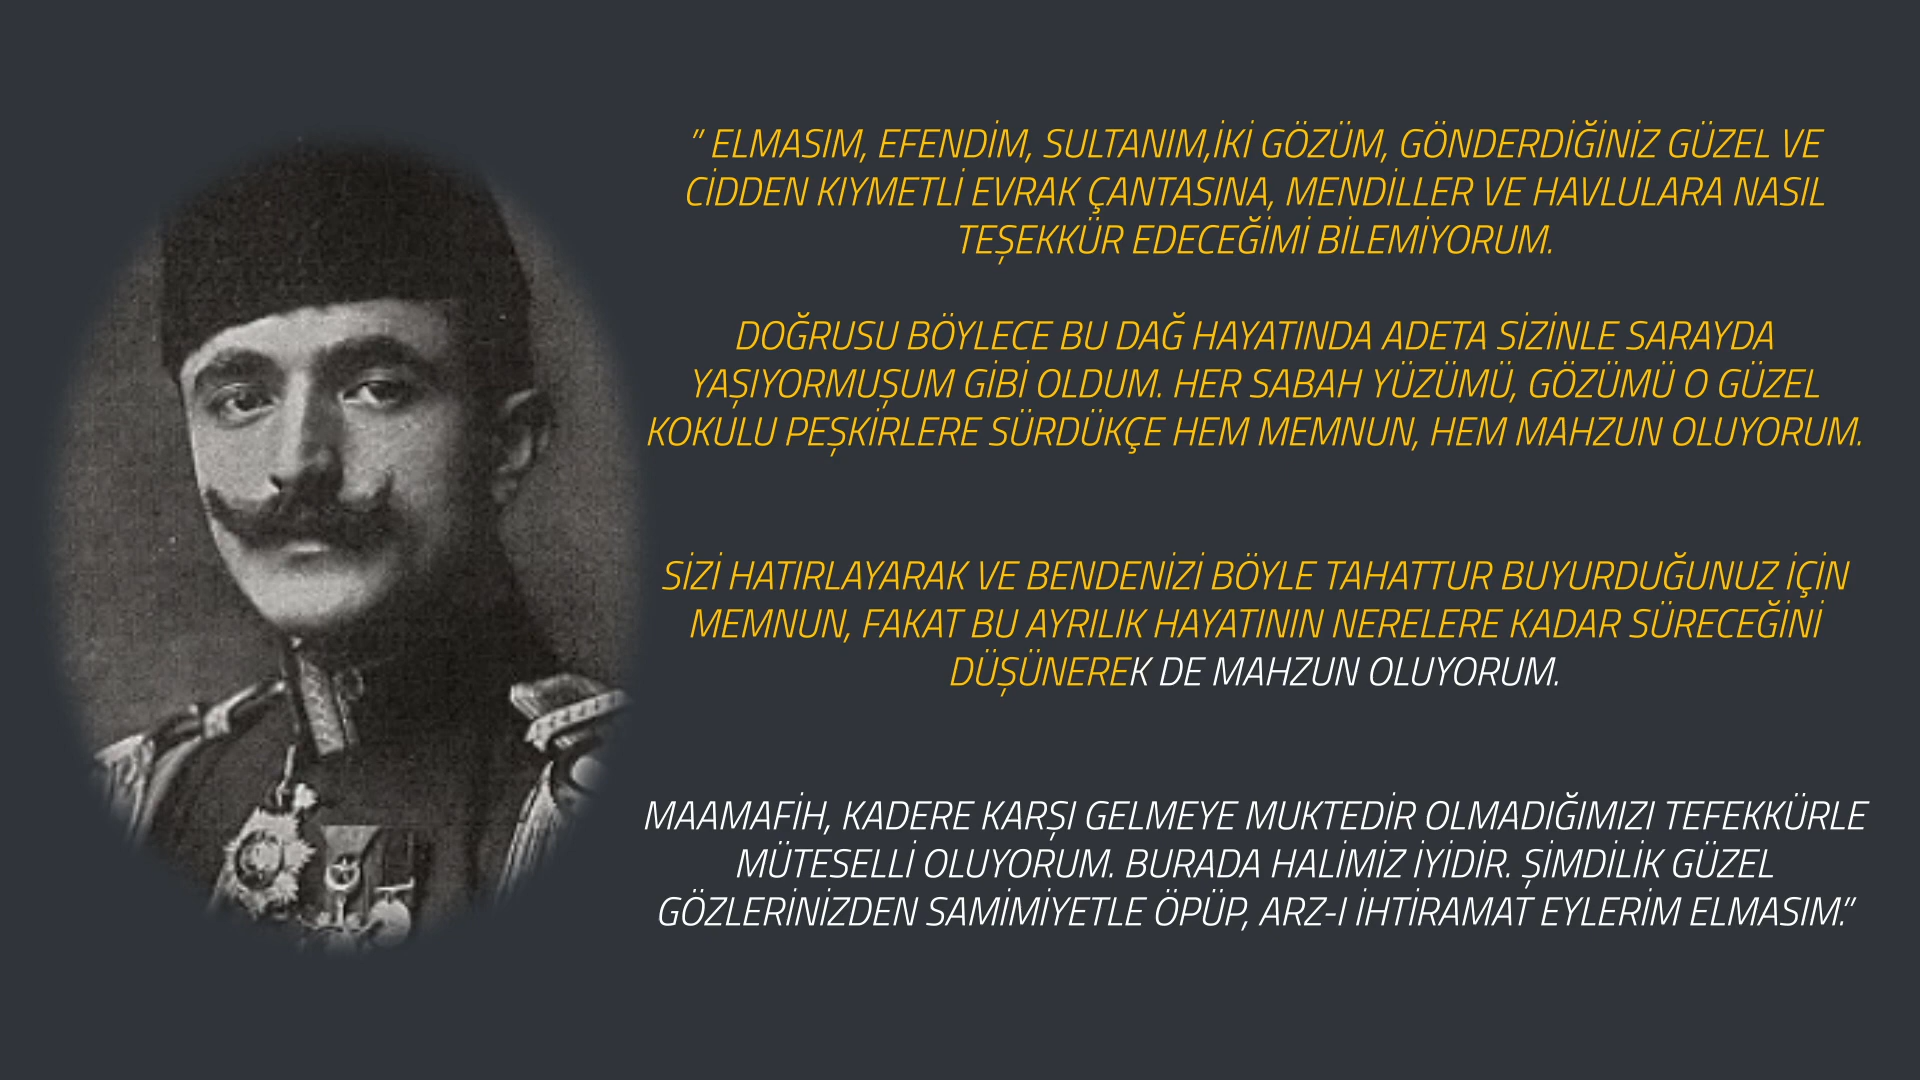 ” ELMASIM, EFENDİM, SULTANIM,İKİ GÖZÜM, GÖNDERDİĞİNİZ GÜZEL VE
CİDDEN KIYMETLİ EVRAK ÇANTASINA, MENDİLLER VE HAVLULARA NASIL
TEŞEKKÜR EDECEĞİMİ BİLEMİYORUM.
DOĞRUSU BÖYLECE BU DAĞ HAYATINDA ADETA SİZİNLE SARAYDA
YAŞIYORMUŞUM GİBİ OLDUM. HER SABAH YÜZÜMÜ, GÖZÜMÜ O GÜZEL
KOKULU PEŞKİRLERE SÜRDÜKÇE HEM MEMNUN, HEM MAHZUN OLUYORUM.
SİZİ HATIRLAYARAK VE BENDENİZİ BÖYLE TAHATTUR BUYURDUĞUNUZ İÇİN
MEMNUN, FAKAT BU AYRILIK HAYATININ NERELERE KADAR SÜRECEĞİNİ
DÜŞÜNEREK DE MAHZUN OLUYORUM.
MAAMAFİH, KADERE KARŞI GELMEYE MUKTEDİR OLMADIĞIMIZI TEFEKKÜRLE
MÜTESELLİ OLUYORUM. BURADA HALİMİZ İYİDİR. ŞİMDİLİK GÜZEL
GÖZLERİNİZDEN SAMİMİYETLE ÖPÜP, ARZ-I İHTİRAMAT EYLERİM ELMASIM.”